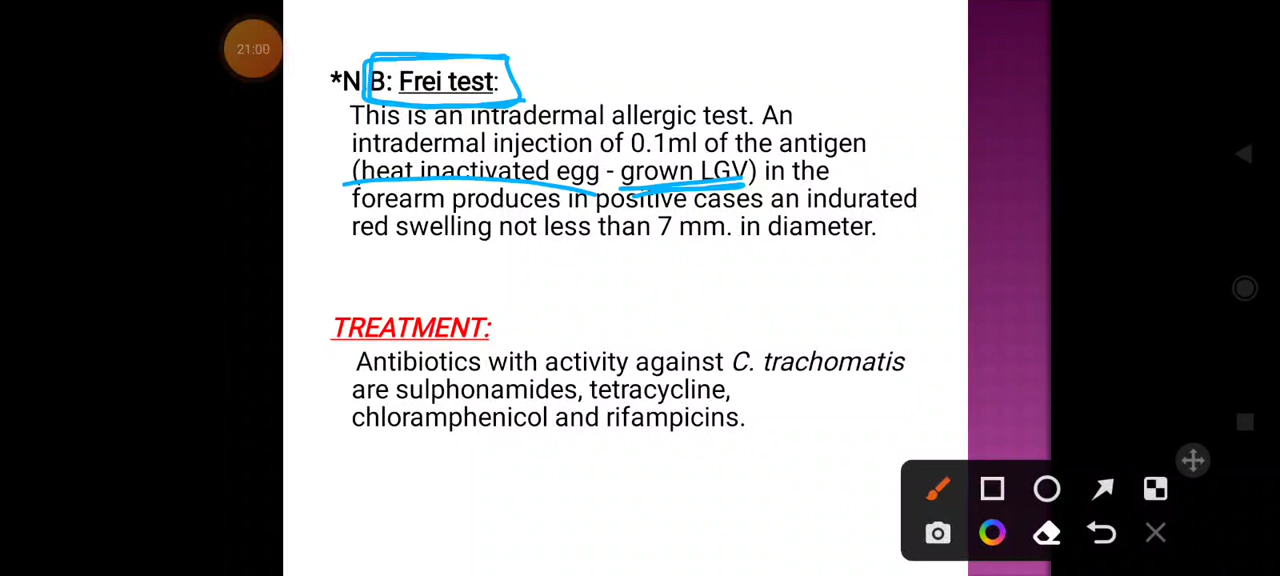 21:00
*N.B: Frei test:
This is an intradermal allergic test. An
intradermal injection of 0.1ml of the antigen
(heat inactivated egg - grown LGV) in the
forearm produces in positive cases an indurated
red swelling not less than 7 mm. in diameter.
TREATMENT:
Antibiotics with activity against C. trachomatis
are sulphonamides, tetracycline,
chloramphenicol and rifampicins.